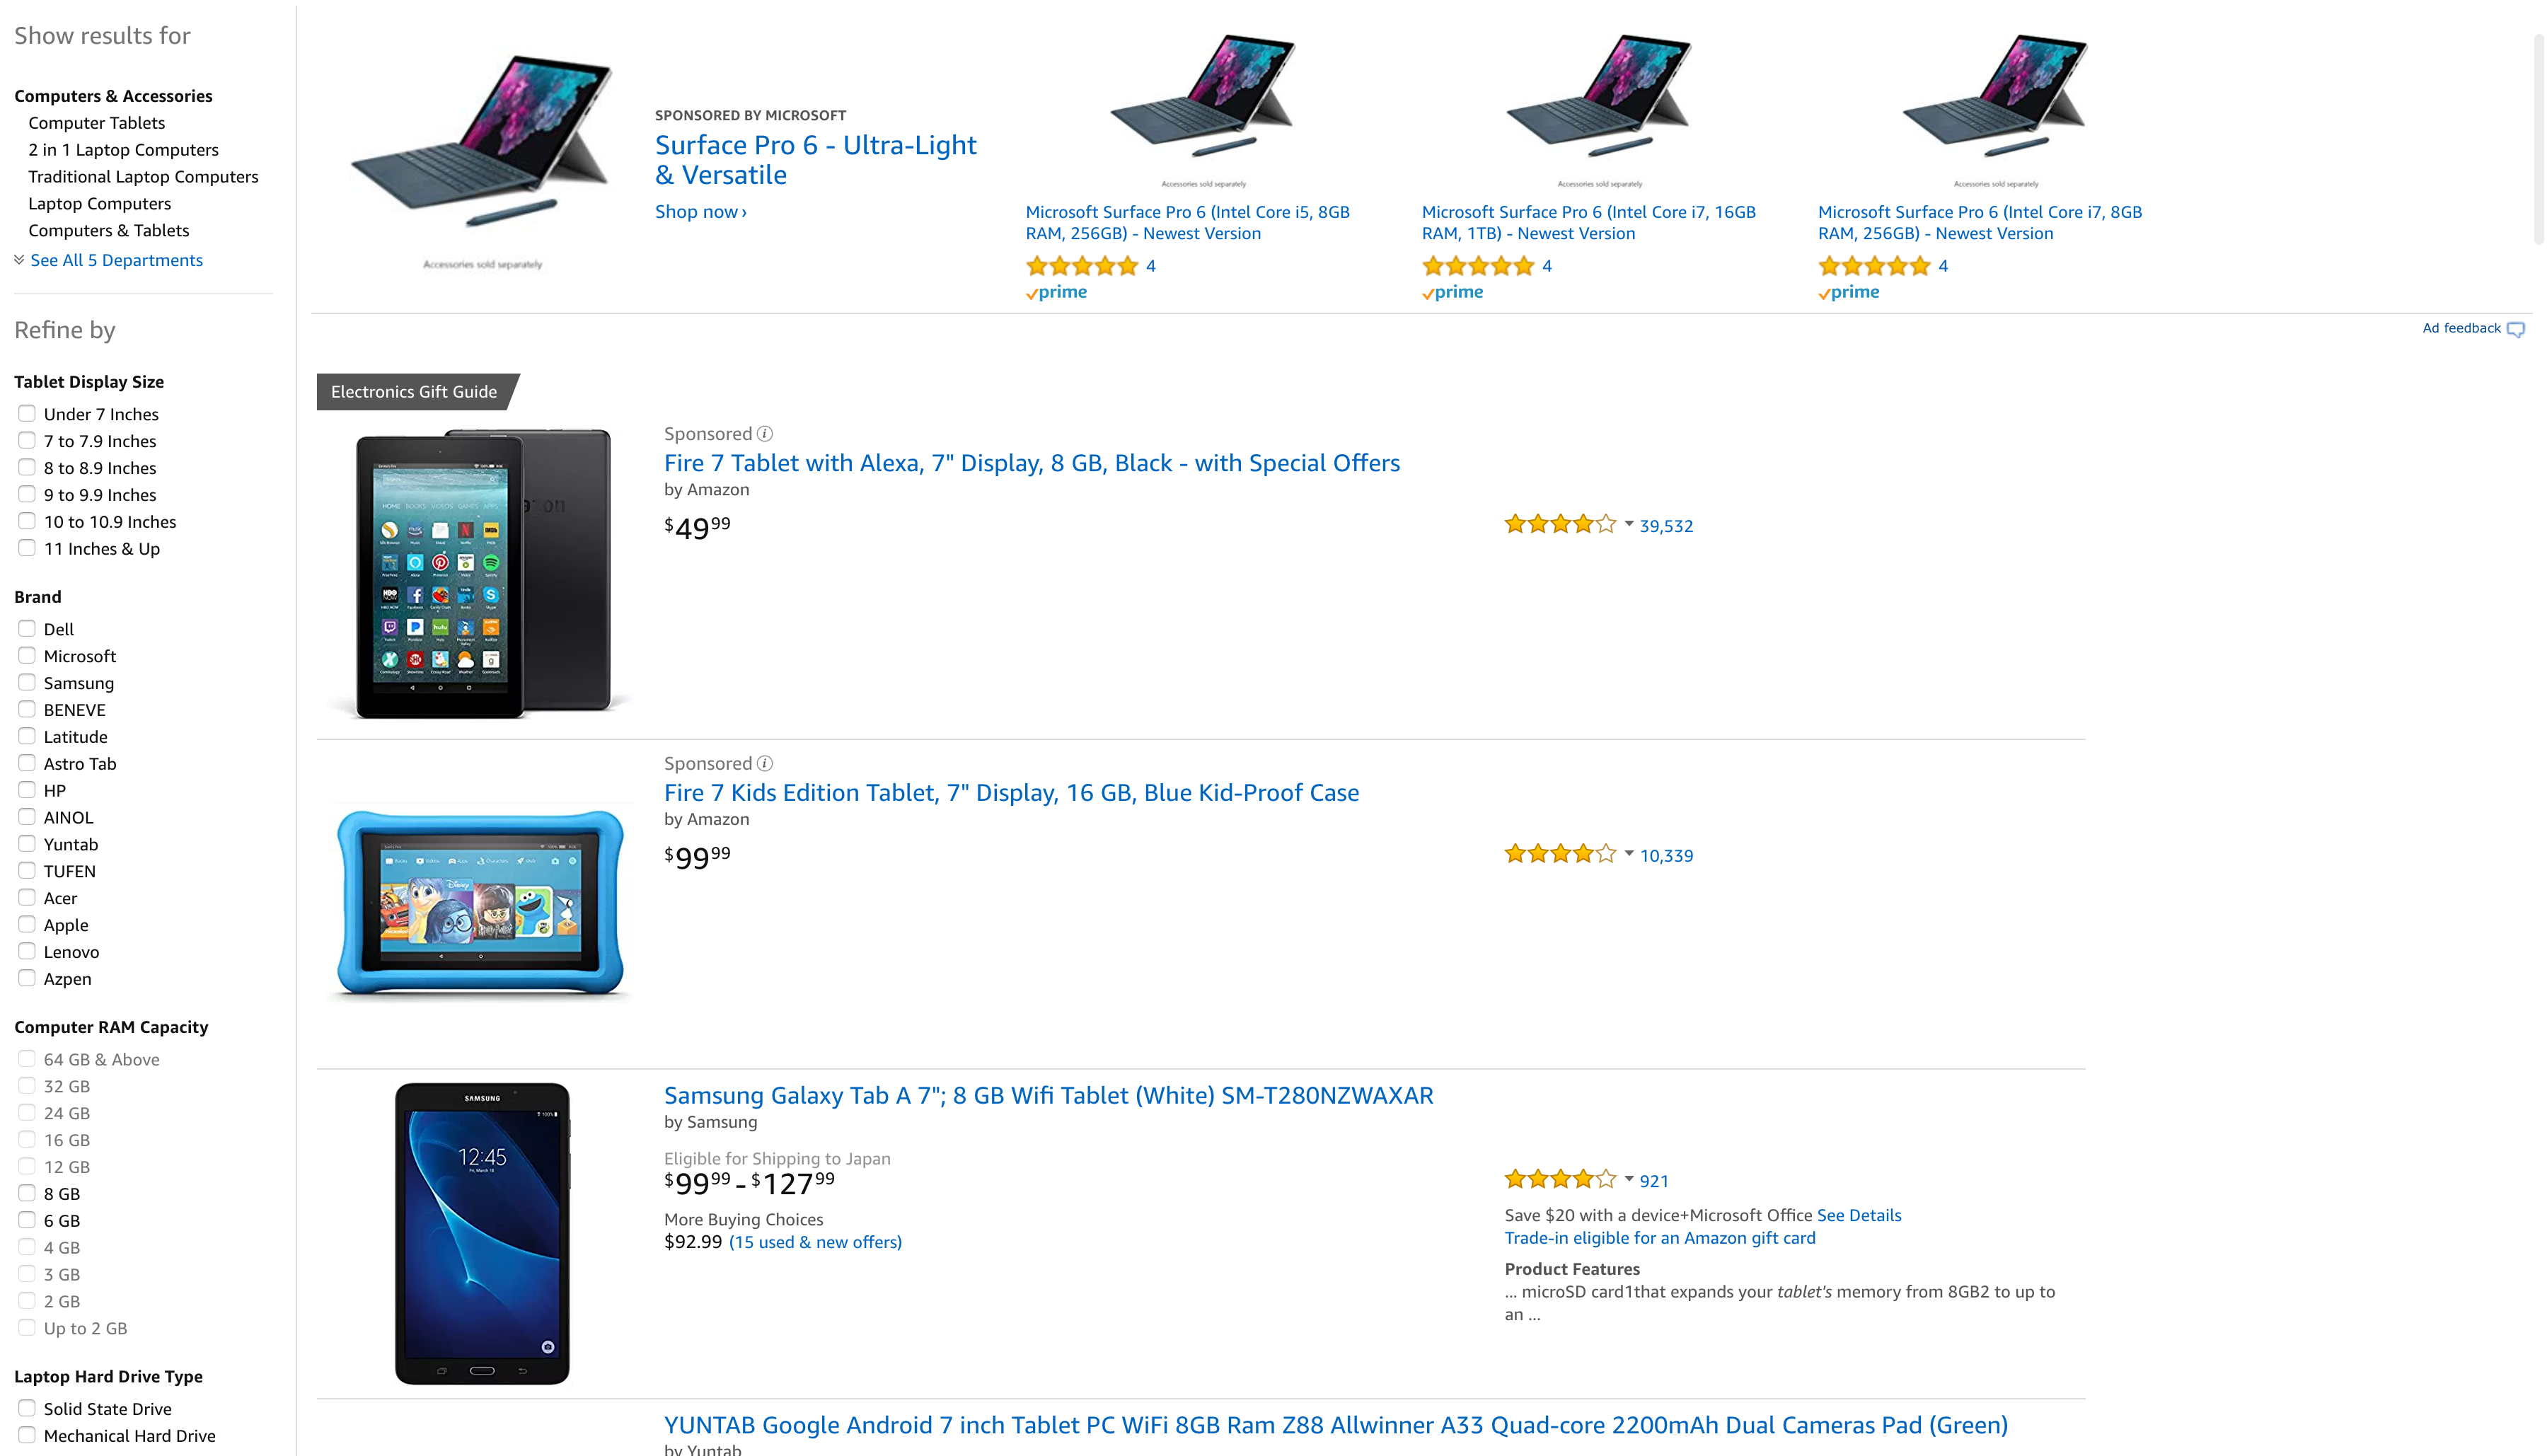 Show results for
Computers & Accessories
Computer Tablets
2 in 1 Laptop Computers
Traditional Laptop Computers
Laptop Computers
Computers & Tablets
See All 5 Departments
Refine by
Tablet Display Size
Under 7 Inches
7 to 7.9 Inches
8 to 8.9 Inches
9 to 9.9 Inches
10 to 10.9 Inches
11 Inches & Up
Brand
Dell
Microsoft
Samsung
BENEVE
Latitude
Astro Tab
HP
AINOL
Yuntab
TUFEN
Acer
Apple
Lenovo
Azpen
Computer RAM Capacity
64 GB & Above
32 GB
24 GB
16 GB
12 GB
8 GB
6 GB
4 GB
3 GB
2 GB
Up to 2 GB
Laptop Hard Drive Type
Solid State Drive
Mechanical Hard Drive
Accessories sold separately
SPONSORED BY MICROSOFT
Surface Pro 6 - Ultra-Light
& Versatile
Shop now ›
Accessories sold separately
Microsoft Surface Pro 6 (Intel Core i5, 8GB
RAM, 256GB) - Newest Version
4
prime
Accessories sold separately
Microsoft Surface Pro 6 (Intel Core i7, 16GB
RAM, 1TB) - Newest Version
4
prime
Accessories sold separately
Microsoft Surface Pro 6 (Intel Core i7, 8GB
RAM, 256GB) - Newest Version
4
prime
Ad feedback
Electronics Gift Guide
Sponsored
Fire 7 Tablet with Alexa, 7" Display, 8 GB, Black - with Special Offers
by Amazon
$49 99
39,532
Sponsored
Fire 7 Kids Edition Tablet, 7" Display, 16 GB, Blue Kid-Proof Case
by Amazon
$99 99
10,339
SAMSUNG
12:45
Samsung Galaxy Tab A 7"; 8 GB Wifi Tablet (White) SM-T280NZWAXAR
by Samsung
Eligible for Shipping to Japan
$99 99 - $127 99
More Buying Choices
$92.99 (15 used & new offers)
921
Save $20 with a device+Microsoft Office See Details
Trade-in eligible for an Amazon gift card
Product Features
... microSD card1that expands your tablet's memory from 8GB2 to up to
an ...
YUNTAB Google Android 7 inch Tablet PC WiFi 8GB Ram Z88 Allwinner A33 Quad-core 2200mAh Dual Cameras Pad (Green)
by Yuntab